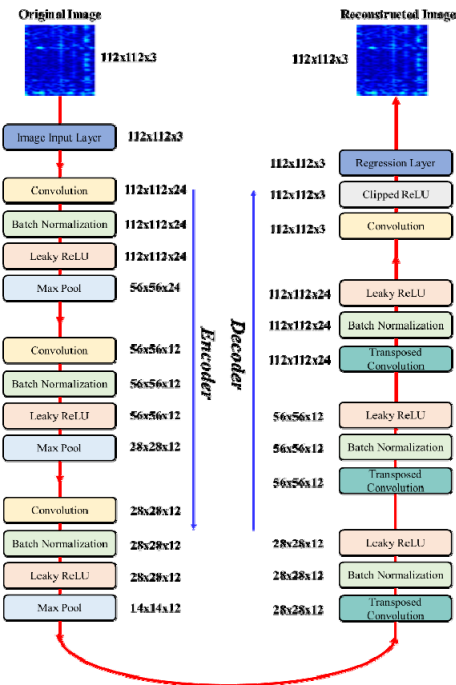 Original Image
112x112x3
Image Input Layer 112x112x3
Convolution 112x112x24
Batch Normalization 112x112x24
Leaky ReLU 112x112x24
Max Pool 56x56x24
Convolution 56x56x12
Batch Normalization 56x56x12
Leaky ReLU 56x56x12
Max Pool 28x28x12
Convolution 28x28x12
Batch Normalization 28x28x12
Leaky ReLU 28x28x12
Max Pool 14x14x12
Encoder
Decoder
Reconstructed Image
112x112x3
112x112x3 Regression Layer
112x112x3 Clipped ReLU
112x112x3 Convolution
112x112x24 Leaky ReLU
112x112x24 Batch Normalization
112x112x24 Transposed
Convolution
56x56x12 Leaky ReLU
56x56x12 Batch Normalization
56x56x12 Transposed
Convolution
28x28x12 Leaky ReLU
28x28x12 Batch Normalization
28x28x12 Transposed
Convolution